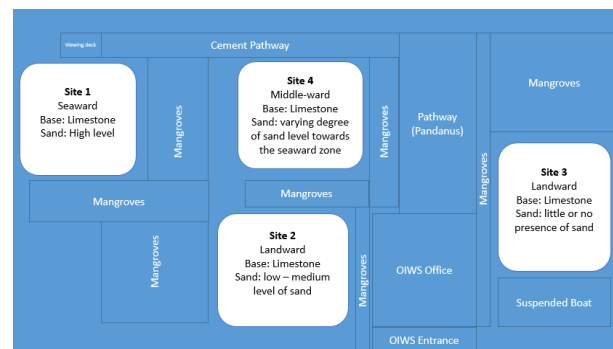 Viewing deck
Cement Pathway
Site 1
Seaward
Base: Limestone
Sand: High level
Mangroves
Site 4
Middle-ward
Base: Limestone
Sand: varying degree
of sand level towards
the seaward zone
Mangroves
Pathway
(Pandanus)
Mangroves
Mangroves
Site 3
Landward
Base: Limestone
Sand: little or no
presence of sand
Mangroves
Mangroves
Mangroves
Site 2
Landward
Base: Limestone
Sand: low – medium
level of sand
Mangroves
OIWS Office
Suspended Boat
OIWS Entrance